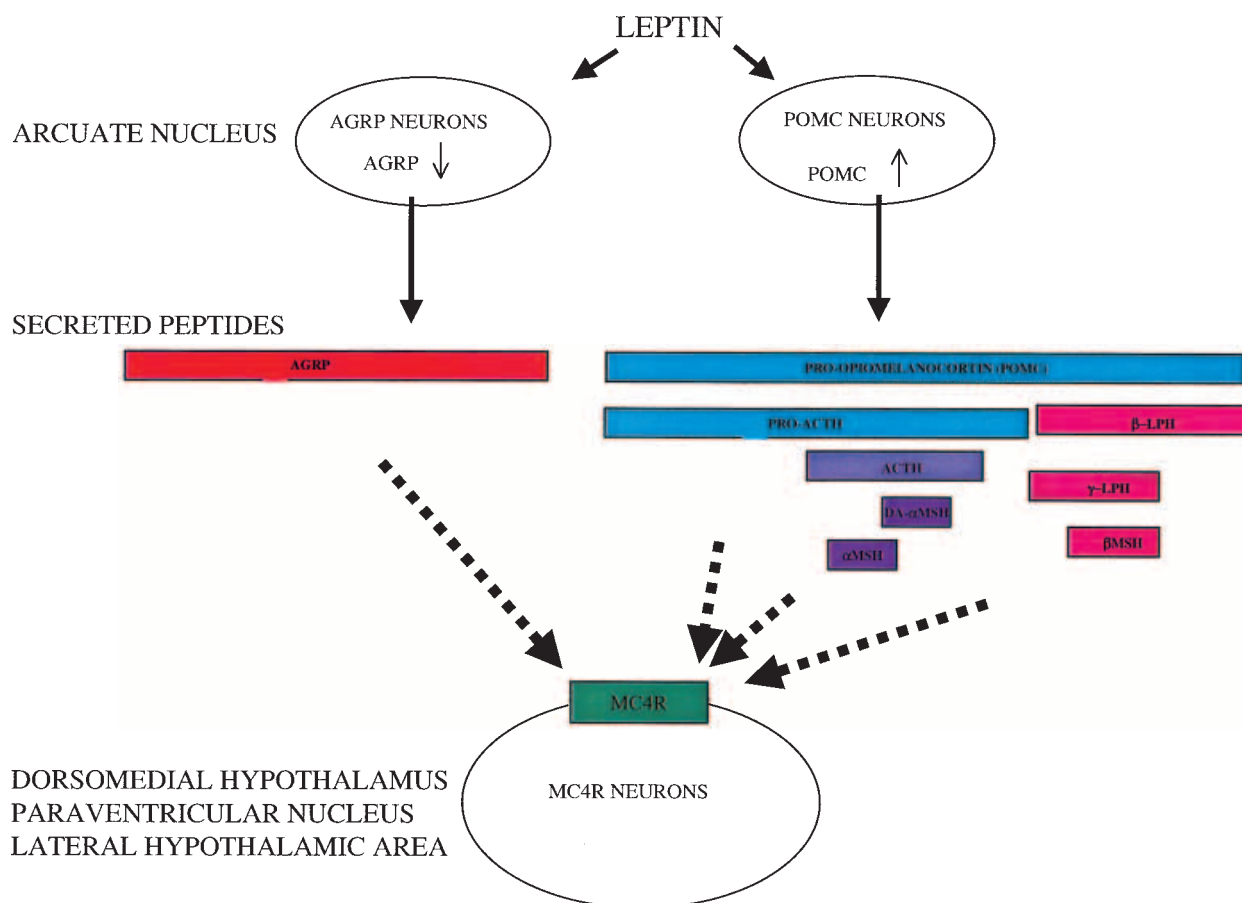 LEPTIN
ARCUATE NUCLEUS
AGRP NEURONS
AGRP
POMC NEURONS
POMC
SECRETED PEPTIDES
AGRP
PRO-OPIOMELANOCORTIN (POMC)
PRO-ACTH
β-LPH
ACTH
γ-LPH
DA-αMSH
βMSH
αMSH
MC4R
MC4R NEURONS
DORSOMEDIAL HYPOTHALAMUS
PARAVENTRICULAR NUCLEUS
LATERAL HYPOTHALAMIC AREA